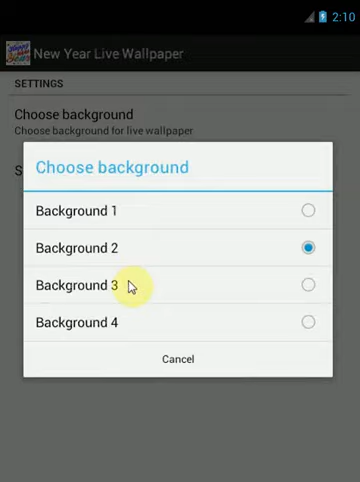 2:10
New Year Live Wallpaper
SETTINGS
Choose background
Choose background for live wallpaper
Choose background
Background 1
Background 2
Background 3
Background 4
Cancel